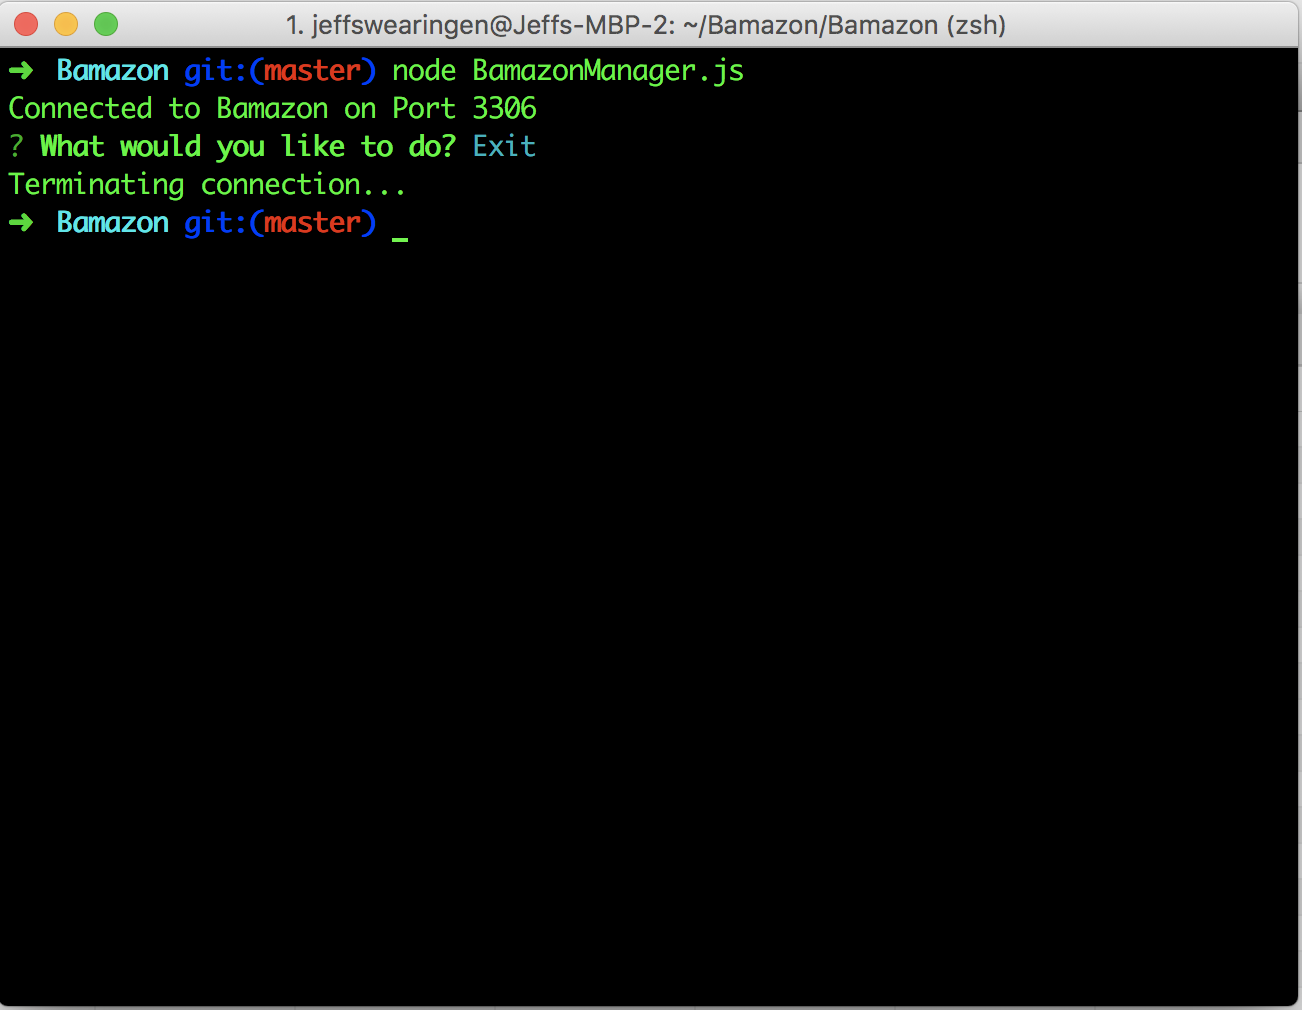 1. jeffswearingen@Jeffs-MBP-2: ~/Bamazon/Bamazon (zsh)
➜ Bamazon git:(master) node BamazonManager.js
Connected to Bamazon on Port 3306
? What would you like to do? Exit
Terminating connection...
➜ Bamazon git:(master) _